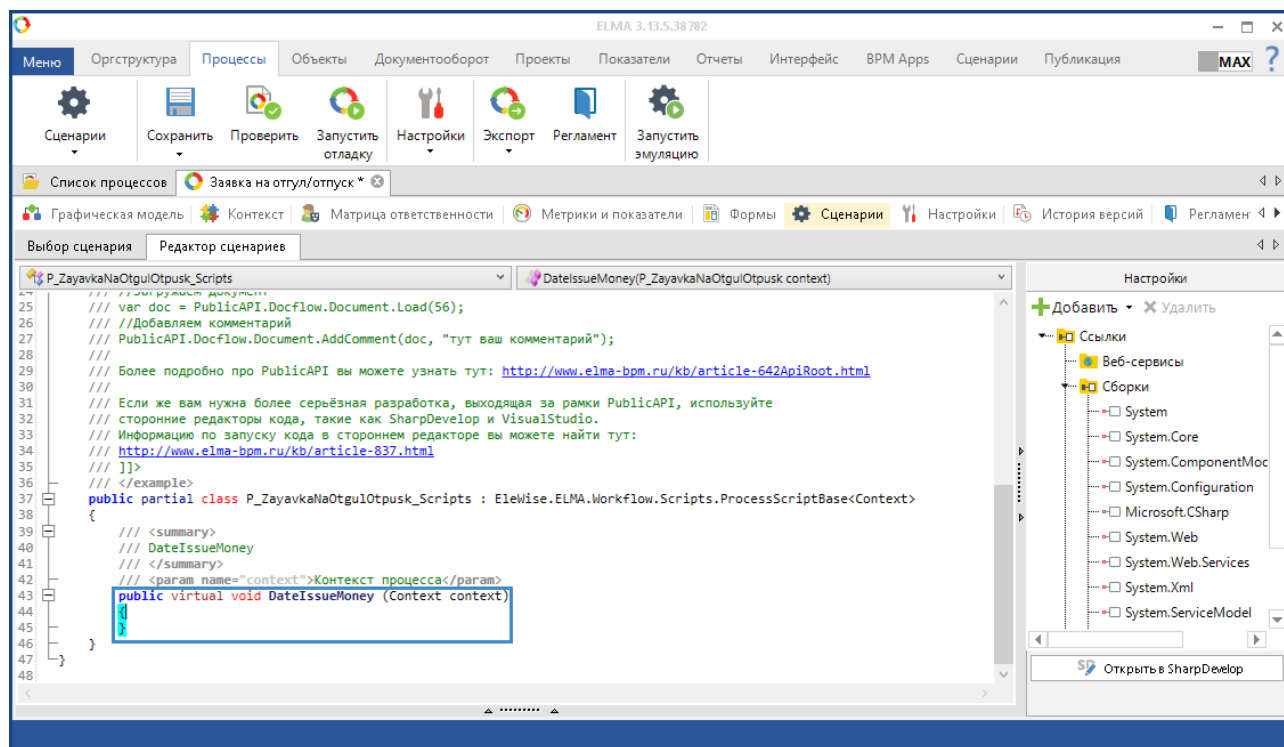 ELMA 3.13.5.38782
Меню Оргструктура Процессы Объекты Документооборот Проекты Показатели Отчеты Интерфейс BPM Apps Сценарии Публикация MAX ?
Сценарии Сохранить Проверить Запустить отладку Настройки Экспорт Регламент Запустить эмуляцию
Список процессов Заявка на отгул/отпуск *
Графическая модель Контекст Матрица ответственности Метрики и показатели Формы Сценарии Настройки История версий Регламен
Выбор сценария Редактор сценариев
P_ZayavkaNaOtgulOtpusk_Scripts DateIssueMoney(P_ZayavkaNaOtgulOtpusk context)
24 /// //Загружаем документ
25 /// var doc = PublicAPI.Docflow.Document.Load(56);
26 /// //Добавляем комментарий
27 /// PublicAPI.Docflow.Document.AddComment(doc, "тут ваш комментарий");
28 ///
29 /// Более подробно про PublicAPI вы можете узнать тут: http://www.elma-bpm.ru/kb/article-642ApiRoot.html
30 ///
31 /// Если же вам нужна более серьёзная разработка, выходящая за рамки PublicAPI, используйте
32 /// сторонние редакторы кода, такие как SharpDevelop и VisualStudio.
33 /// Информацию по запуску кода в стороннем редакторе вы можете найти тут:
34 /// http://www.elma-bpm.ru/kb/article-837.html
35 /// ]]>
36 /// </example>
37 public partial class P_ZayavkaNaOtgulOtpusk_Scripts : EleWise.ELMA.Workflow.Scripts.ProcessScriptBase<Context>
38 {
39 /// <summary>
40 /// DateIssueMoney
41 /// </summary>
42 /// <param name="context">Контекст процесса</param>
43 public virtual void DateIssueMoney (Context context)
44 {
45 }
46 }
47 }
48
Настройки
Добавить Удалить
Ссылки
Веб-сервисы
Сборки
System
System.Core
System.ComponentMoc
System.Configuration
Microsoft.CSharp
System.Web
System.Web.Services
System.Xml
System.ServiceModel
SD Открыть в SharpDevelop